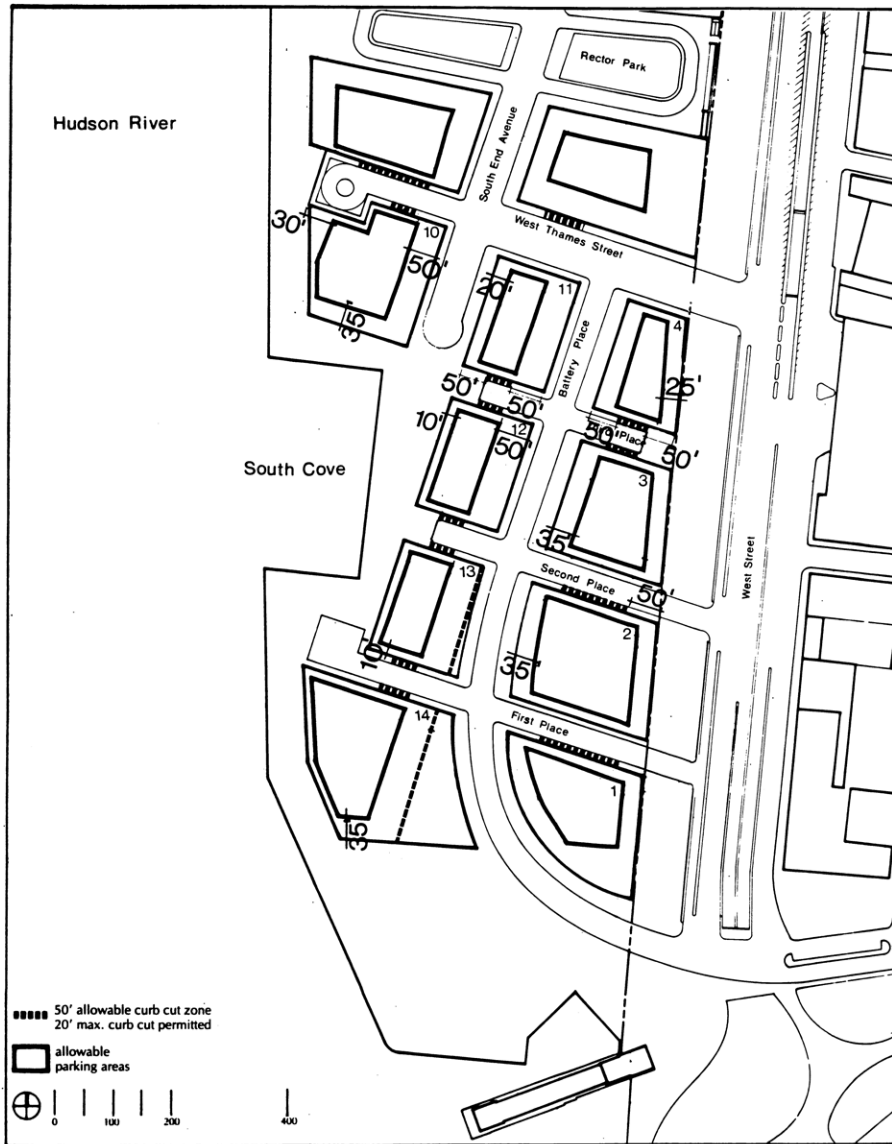 Rector Park
Hudson River
South End Avenue
West Thames Street
30'
10
50'
35'
20'
11
Battery Place
4
25'
50'
50'
50'
Place
50'
10'
12
50'
South Cove
3
35'
West Street
13
Second Place
50'
2
35'
10'
14
First Place
1
35'
50' allowable curb cut zone
20' max. curb cut permitted
allowable
parking areas
0 100 200 400